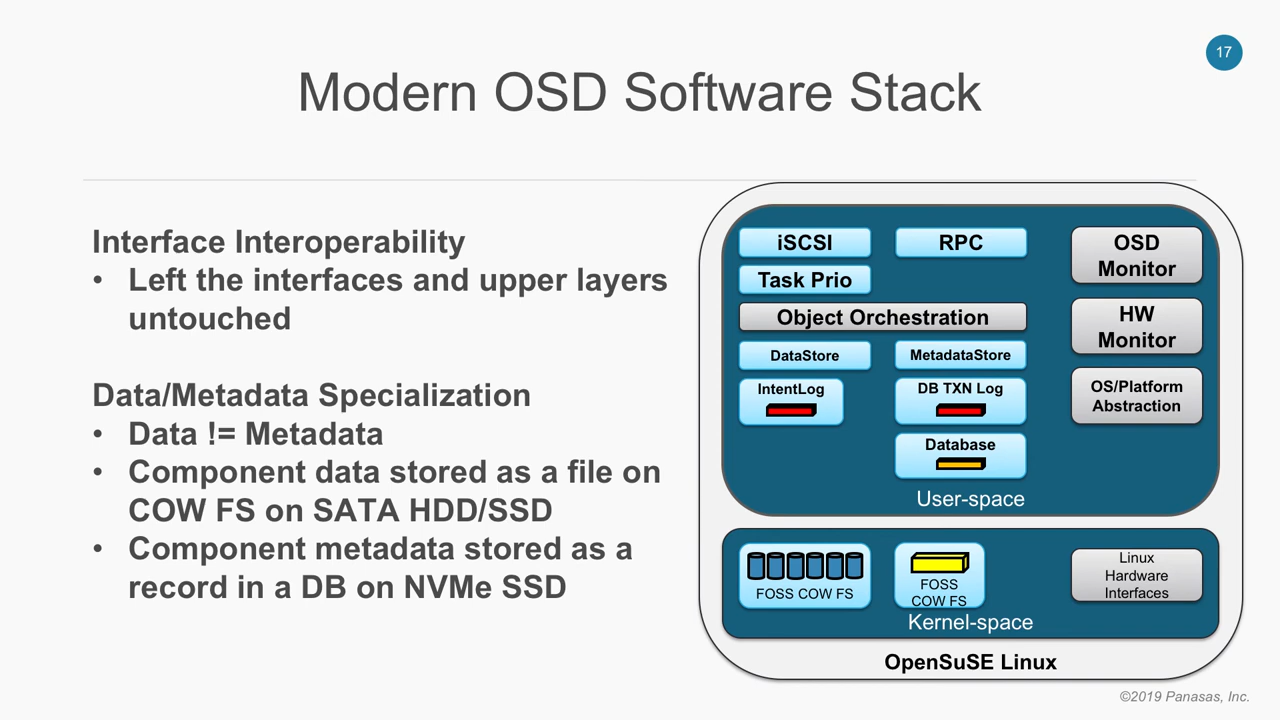 17
Modern OSD Software Stack
Interface Interoperability
• Left the interfaces and upper layers
untouched
Data/Metadata Specialization
• Data != Metadata
• Component data stored as a file on
COW FS on SATA HDD/SSD
• Component metadata stored as a
record in a DB on NVMe SSD
iSCSI
RPC
OSD
Monitor
Task Prio
Object Orchestration
HW
Monitor
DataStore
MetadataStore
IntentLog
DB TXN Log
OS/Platform
Abstraction
Database
User-space
FOSS COW FS
FOSS
COW FS
Linux
Hardware
Interfaces
Kernel-space
OpenSuSE Linux
©2019 Panasas, Inc.